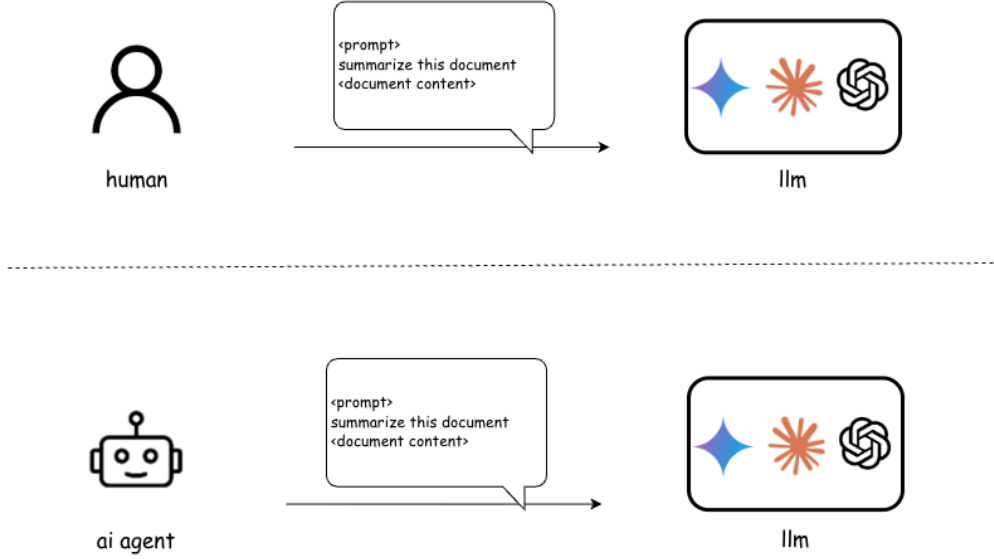 <prompt>
summarize this document
<document content>
human
llm
<prompt>
summarize this document
<document content>
ai agent
llm